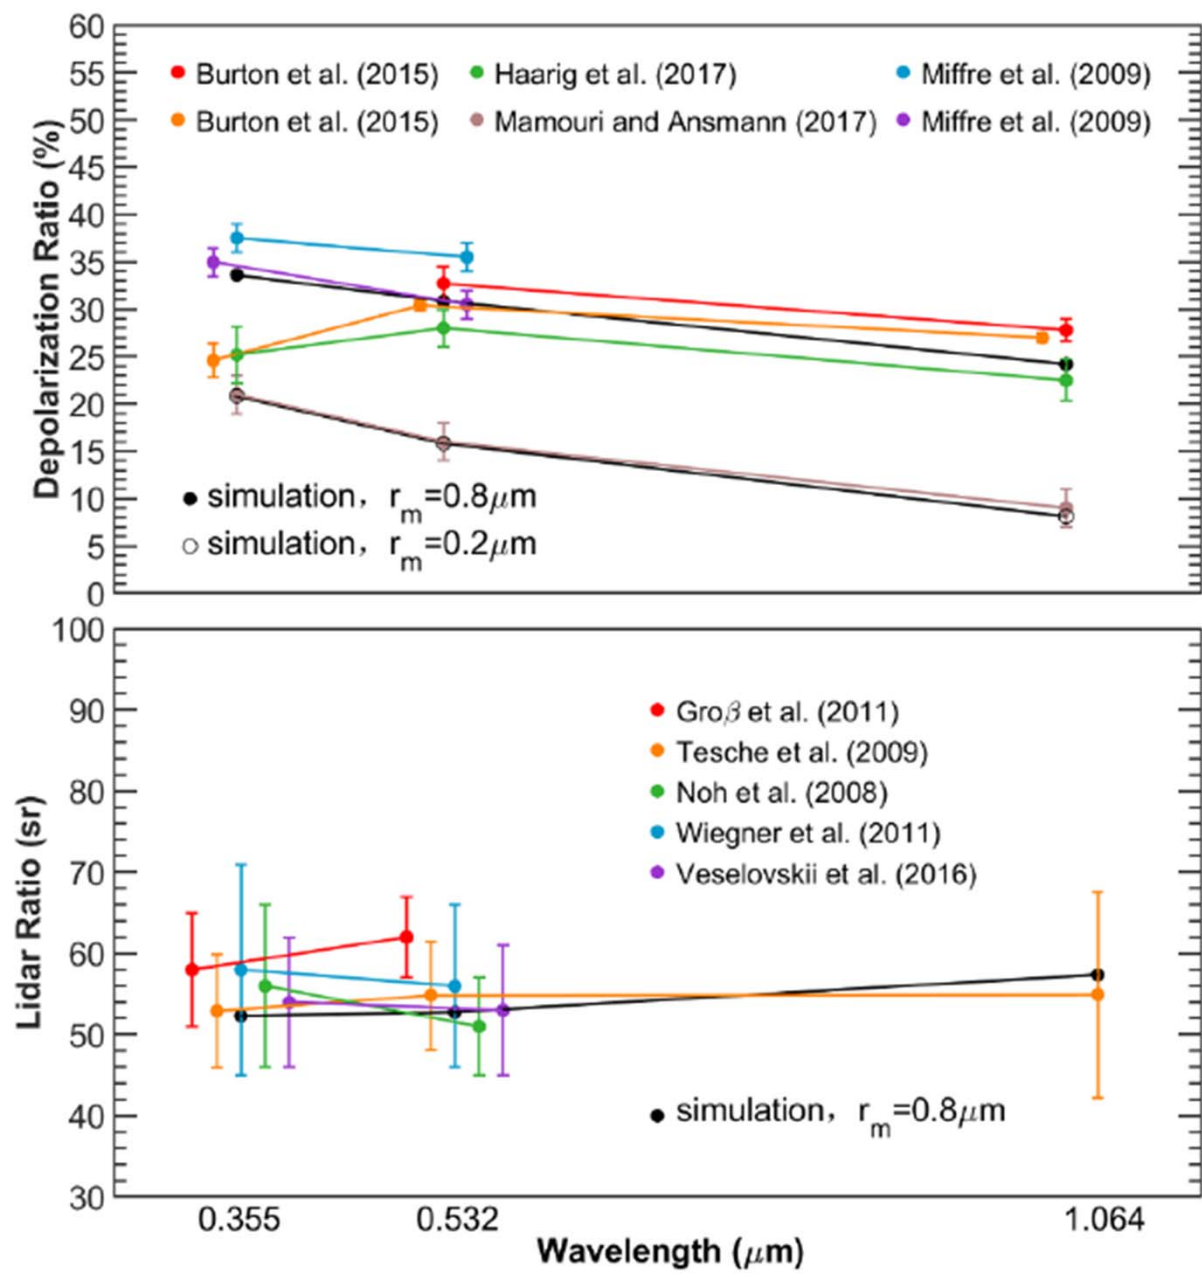 60
55
50
45
40
35
30
25
20
15
10
5
0
Depolarization Ratio (%)
Burton et al. (2015)
Haarig et al. (2017)
Miffre et al. (2009)
Burton et al. (2015)
Mamouri and Ansmann (2017)
Miffre et al. (2009)
simulation, rm=0.8μm
simulation, rm=0.2μm
100
90
80
70
60
50
40
30
Lidar Ratio (sr)
Groβ et al. (2011)
Tesche et al. (2009)
Noh et al. (2008)
Wiegner et al. (2011)
Veselovskii et al. (2016)
simulation, rm=0.8μm
0.355
0.532
1.064
Wavelength (μm)